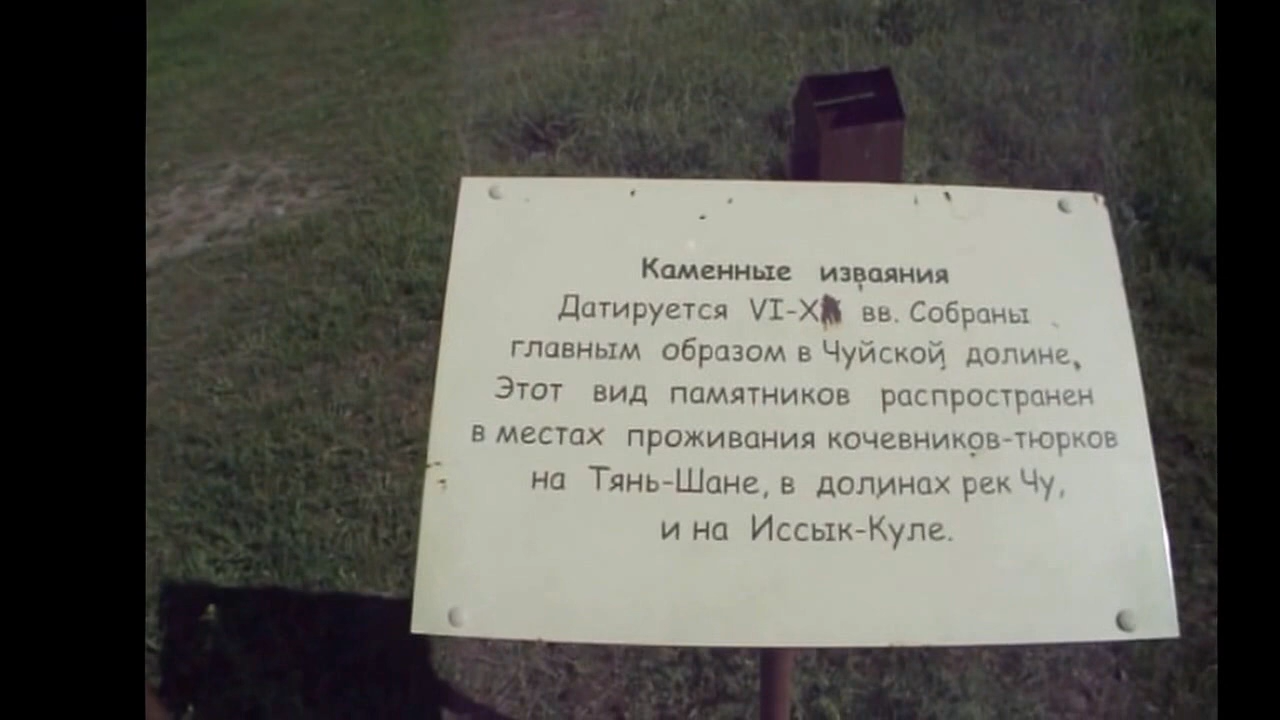 Каменные изваяния
Датируется VI-X вв. Собраны
главным образом в Чуйской долине.
Этот вид памятников распространен
в местах проживания кочевников-тюрков
на Тянь-Шане, в долинах рек Чу,
и на Иссык-Куле.